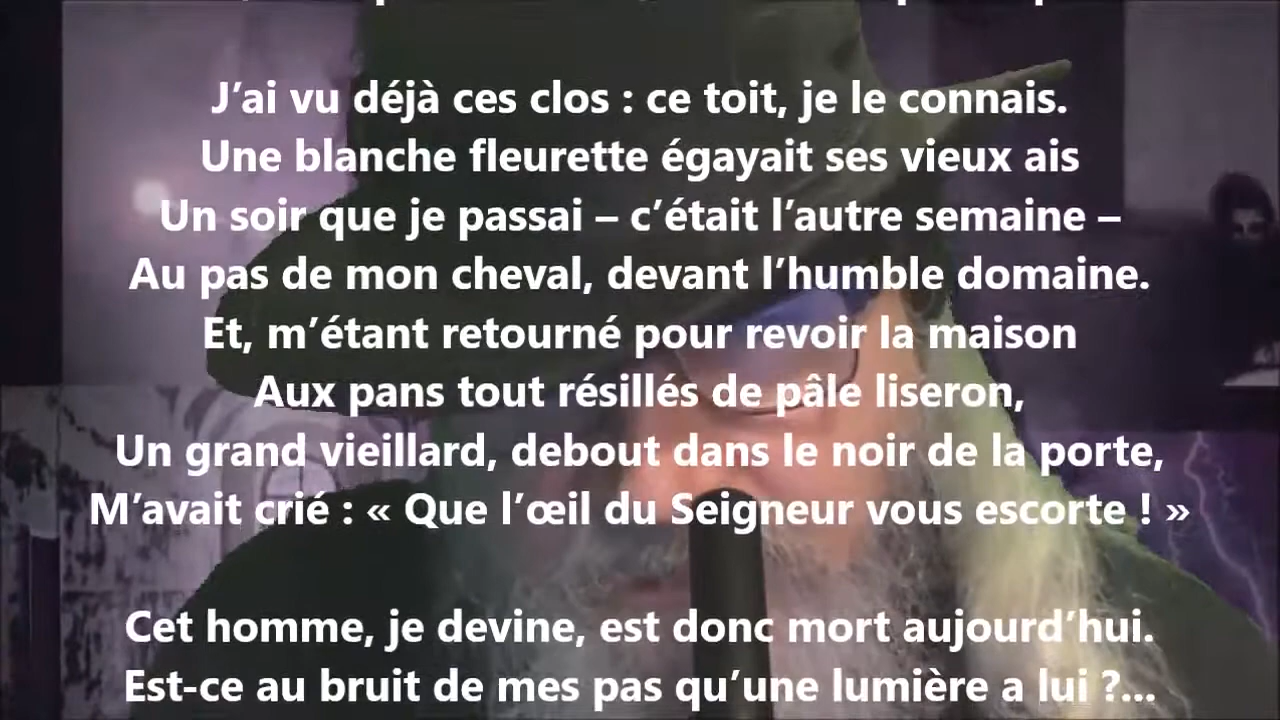 J’ai vu déjà ces clos : ce toit, je le connais.
Une blanche fleurette égayait ses vieux ais
Un soir que je passai – c’était l’autre semaine –
Au pas de mon cheval, devant l’humble domaine.
Et, m’étant retourné pour revoir la maison
Aux pans tout résillés de pâle liseron,
Un grand vieillard, debout dans le noir de la porte,
M’avait crié : « Que l’œil du Seigneur vous escorte ! »
Cet homme, je devine, est donc mort aujourd’hui.
Est-ce au bruit de mes pas qu’une lumière a lui ?...